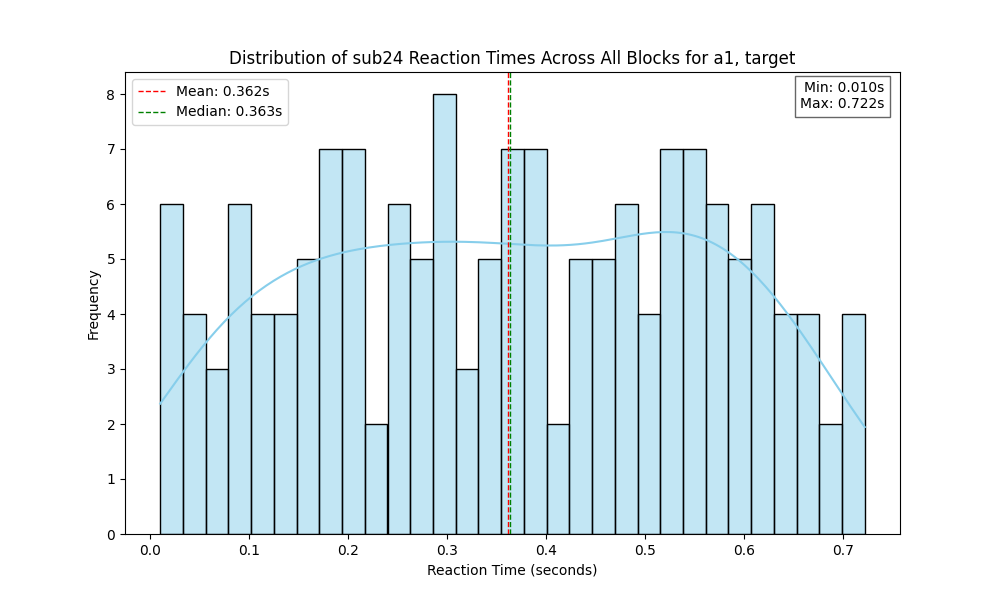 Distribution of sub24 Reaction Times Across All Blocks for a1, target
Mean: 0.362s
Median: 0.363s
Min: 0.010s
Max: 0.722s
Frequency
8
7
6
5
4
3
2
1
0
0.0 0.1 0.2 0.3 0.4 0.5 0.6 0.7
Reaction Time (seconds)